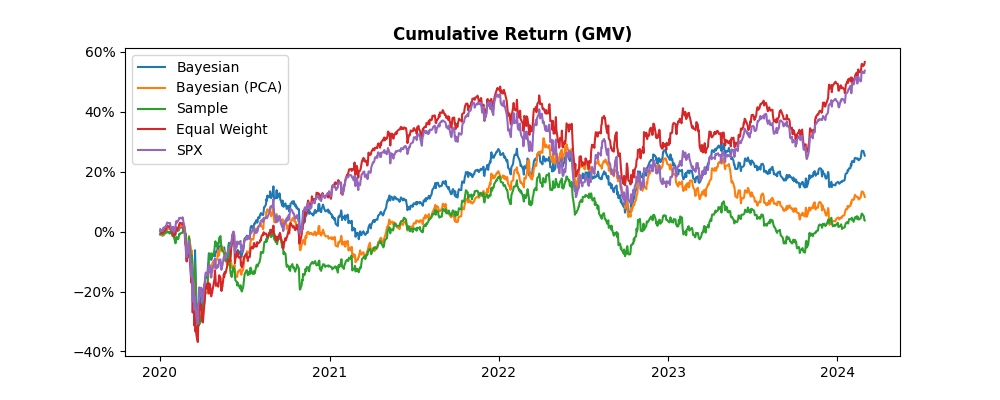 Cumulative Return (GMV)
60%
40%
20%
0%
−20%
−40%
Bayesian
Bayesian (PCA)
Sample
Equal Weight
SPX
2020
2021
2022
2023
2024